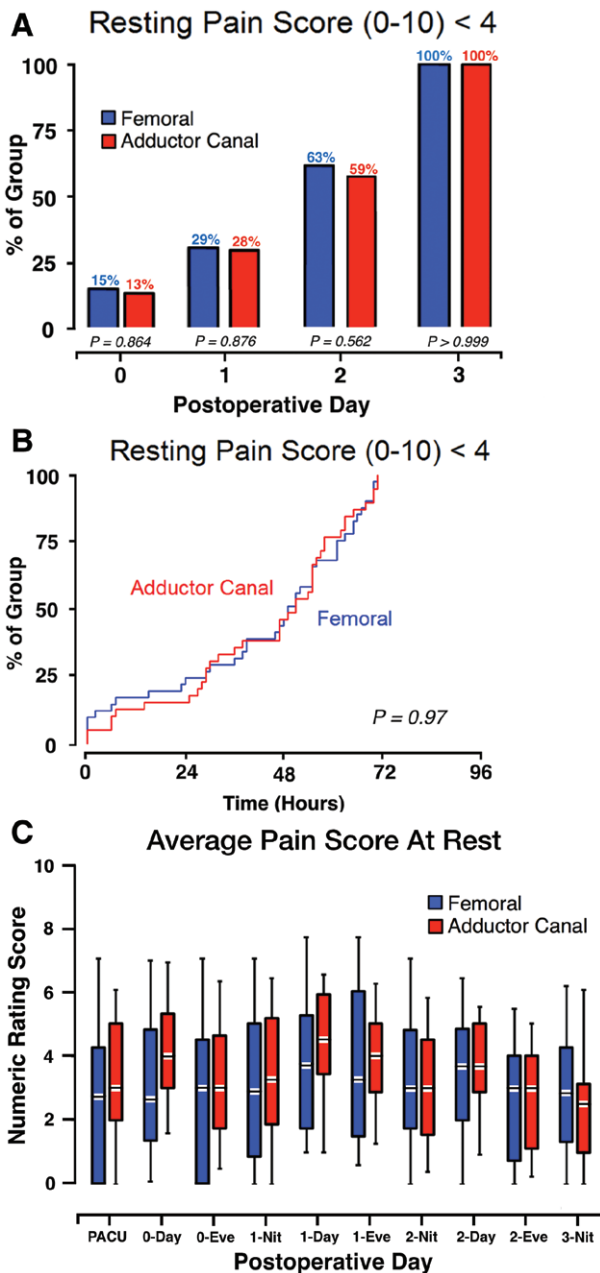 A
Resting Pain Score (0-10) < 4
100
75
50
25
0
% of Group
Femoral
Adductor Canal
15% 13% 29% 28% 63% 59% 100% 100%
P = 0.864 P = 0.876 P = 0.562 P > 0.999
0 1 2 3
Postoperative Day
B
Resting Pain Score (0-10) < 4
100
75
50
25
0
% of Group
Adductor Canal
Femoral
P = 0.97
0 24 48 72 96
Time (Hours)
C
Average Pain Score At Rest
10
8
6
4
2
0
Numeric Rating Score
Femoral
Adductor Canal
PACU 0-Day 0-Eve 1-Nit 1-Day 1-Eve 2-Nit 2-Day 2-Eve 3-Nit
Postoperative Day